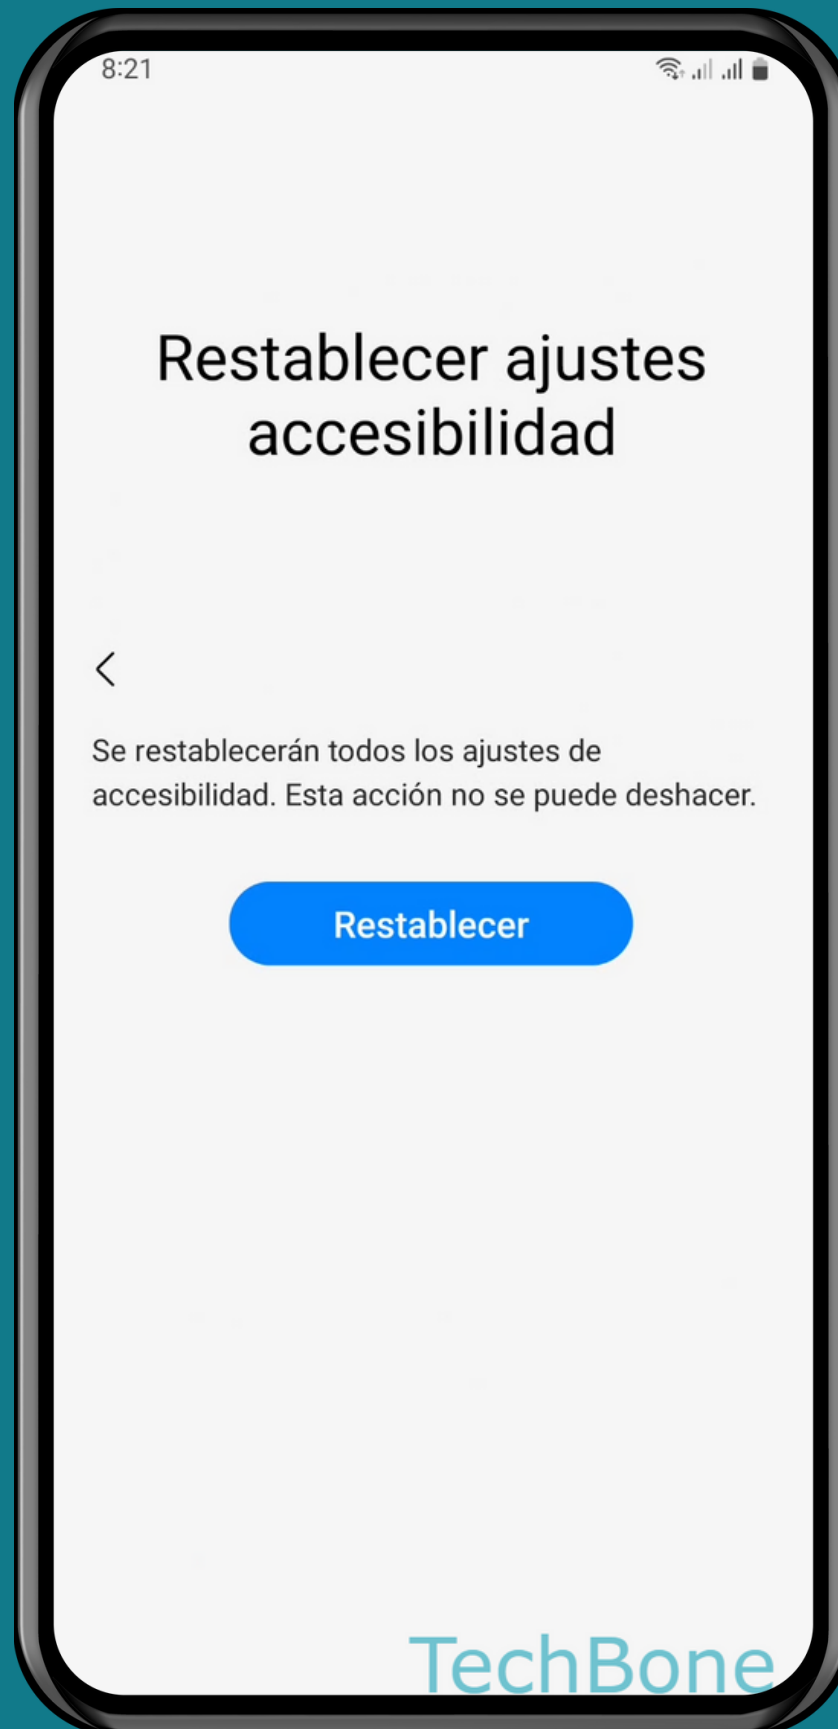 8:21
Restablecer ajustes
accesibilidad
Se restablecerán todos los ajustes de
accesibilidad. Esta acción no se puede deshacer.
Restablecer
TechBone